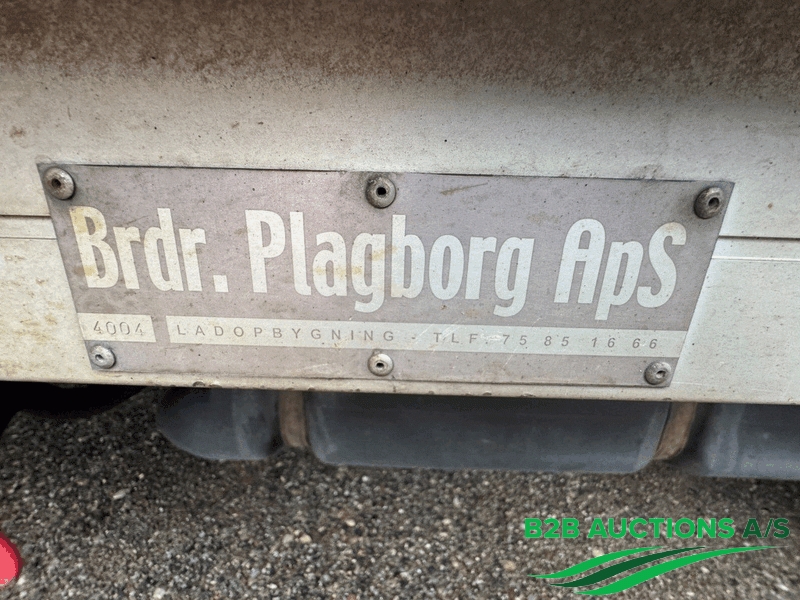 Brdr. Plagborg ApS
4004 LADOPBYGNING - TLF. 75 85 16 66
B2B AUCTIONS A/S